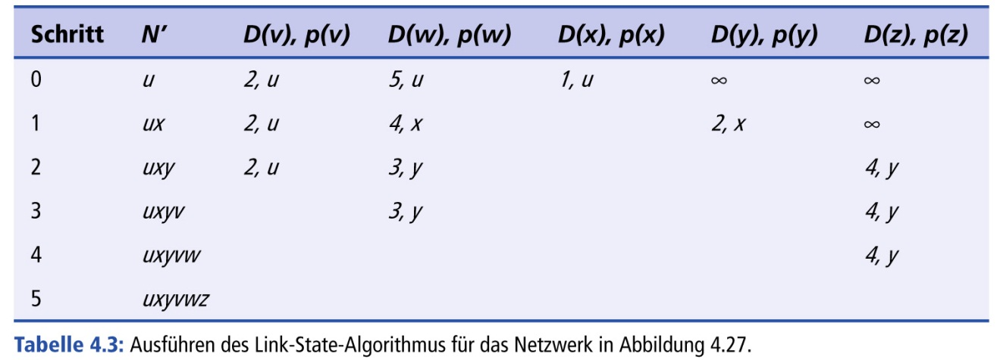 Schritt N′ D(v), p(v) D(w), p(w) D(x), p(x) D(y), p(y) D(z), p(z)
0 u 2, u 5, u 1, u ∞ ∞
1 ux 2, u 4, x 2, x ∞
2 uxy 2, u 3, y 4, y
3 uxyv 3, y 4, y
4 uxyvw 4, y
5 uxyvwz
Tabelle 4.3: Ausführen des Link-State-Algorithmus für das Netzwerk in Abbildung 4.27.